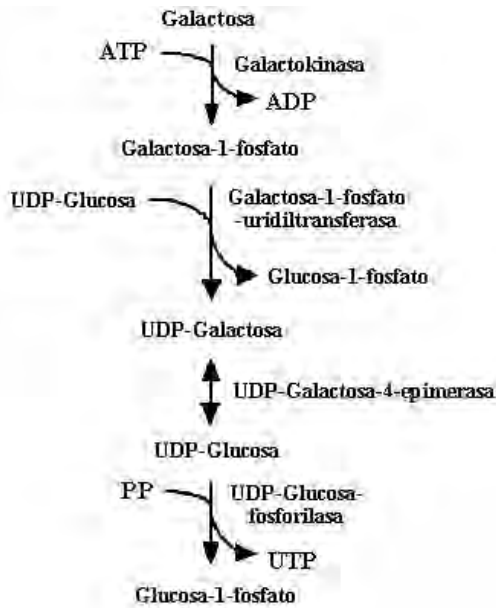 Galactosa
ATP
Galactokinasa
ADP
Galactosa-1-fosfato
UDP-Glucosa
Galactosa-1-fosfato
-uridiltransferasa
Glucosa-1-fosfato
UDP-Galactosa
UDP-Galactosa-4-epimerasa
UDP-Glucosa
PP
UDP-Glucosa-
fosforilasa
UTP
Glucosa-1-fosfato